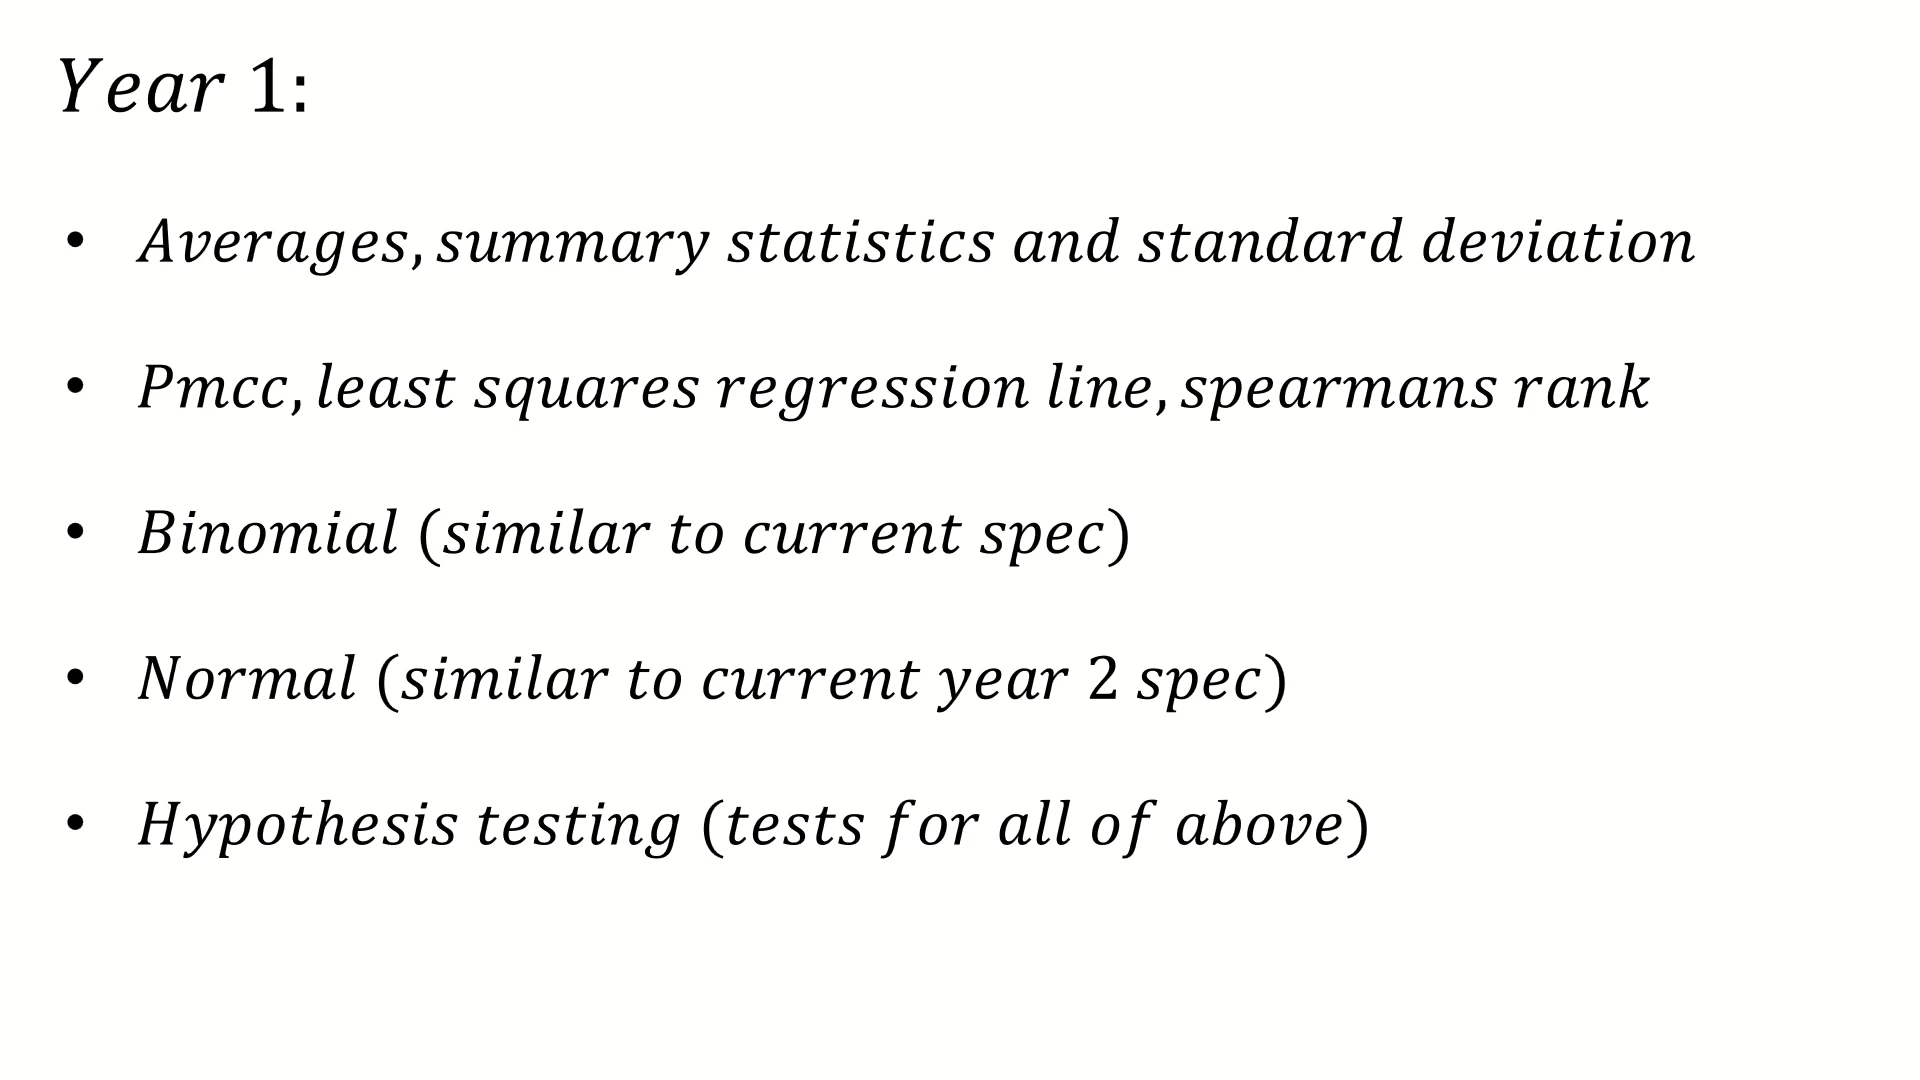 Year 1:
• Averages, summary statistics and standard deviation
• Pmcc, least squares regression line, spearmans rank
• Binomial (similar to current spec)
• Normal (similar to current year 2 spec)
• Hypothesis testing (tests for all of above)